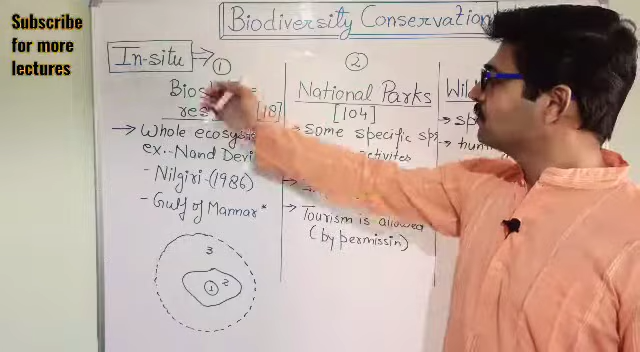 Subscribe
for more
lectures
Biodiversity Conservation
In-situ → ①
Bios
res [18]
→ Whole ecosys
ex.- Nand Devi
- Nilgiri-(1986)
- Gulf of Mannar*
3
2
1
②
National Parks
[104]
→ Some specific sp
activites
→ Tourism is allowed
(by permissin)
Wil
→ sp
→ hum